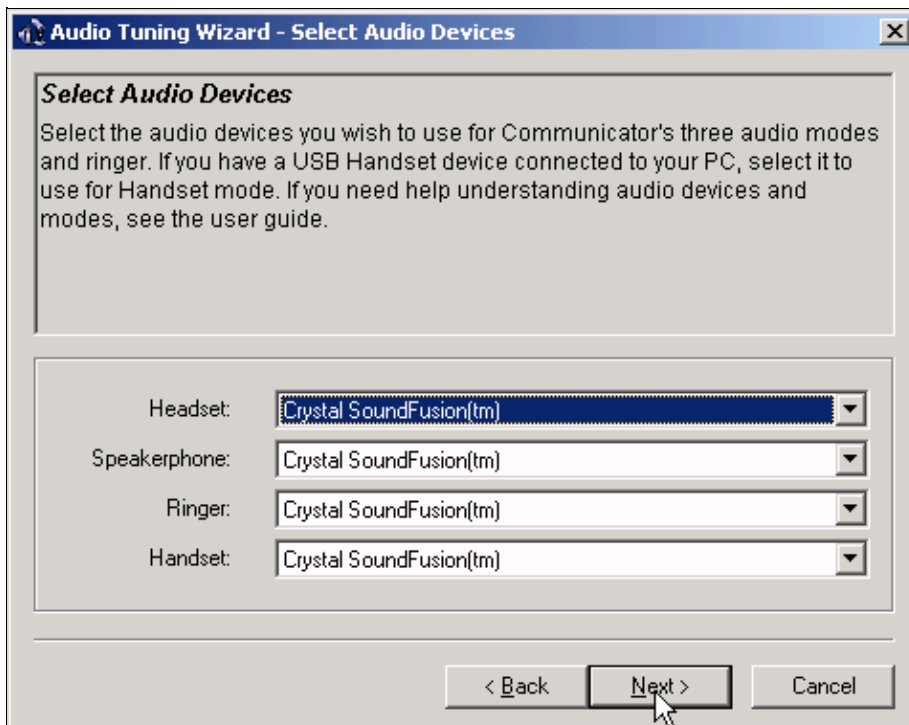 Audio Tuning Wizard - Select Audio Devices
Select Audio Devices
Select the audio devices you wish to use for Communicator's three audio modes
and ringer. If you have a USB Handset device connected to your PC, select it to
use for Handset mode. If you need help understanding audio devices and
modes, see the user guide.
Headset: Crystal SoundFusion(tm)
Speakerphone: Crystal SoundFusion(tm)
Ringer: Crystal SoundFusion(tm)
Handset: Crystal SoundFusion(tm)
< Back Next > Cancel